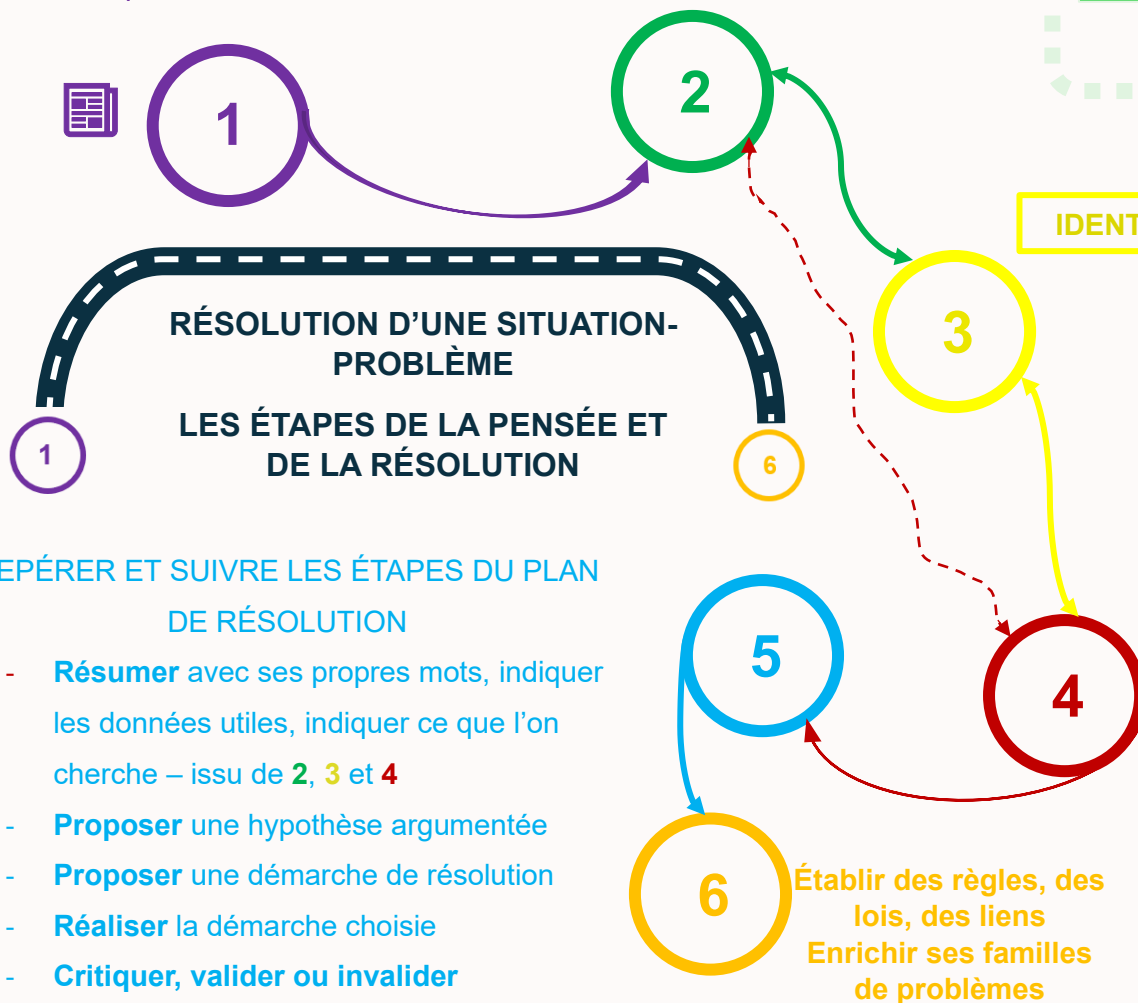 1
2
IDENT
3
RÉSOLUTION D'UNE SITUATION-
PROBLÈME
LES ÉTAPES DE LA PENSÉE ET
DE LA RÉSOLUTION
1
6
EPÉRER ET SUIVRE LES ÉTAPES DU PLAN
DE RÉSOLUTION
- Résumer avec ses propres mots, indiquer
les données utiles, indiquer ce que l'on
cherche – issu de 2, 3 et 4
- Proposer une hypothèse argumentée
- Proposer une démarche de résolution
- Réaliser la démarche choisie
- Critiquer, valider ou invalider
5
4
6
Établir des règles, des
lois, des liens
Enrichir ses familles
de problèmes